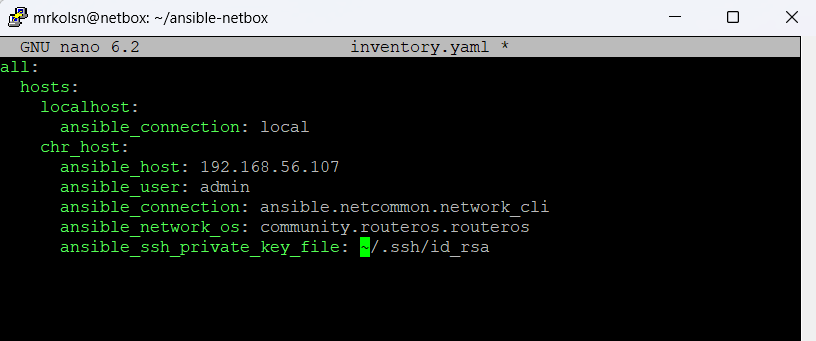 mrkolsn@netbox: ~/ansible-netbox
GNU nano 6.2 inventory.yaml *
all:
  hosts:
    localhost:
      ansible_connection: local
    chr_host:
      ansible_host: 192.168.56.107
      ansible_user: admin
      ansible_connection: ansible.netcommon.network_cli
      ansible_network_os: community.routeros.routeros
      ansible_ssh_private_key_file: ~/.ssh/id_rsa